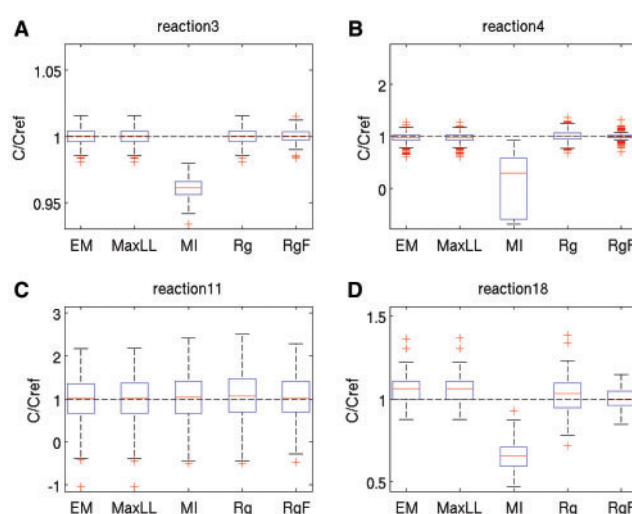 A reaction3
C/Cref
1.05
1
0.95
EM MaxLL MI Rg RgF
B reaction4
C/Cref
2
1
0
EM MaxLL MI Rg RgF
C reaction11
C/Cref
3
2
1
0
-1
EM MaxLL MI Rg RgF
D reaction18
C/Cref
1.5
1
0.5
EM MaxLL MI Rg RgF